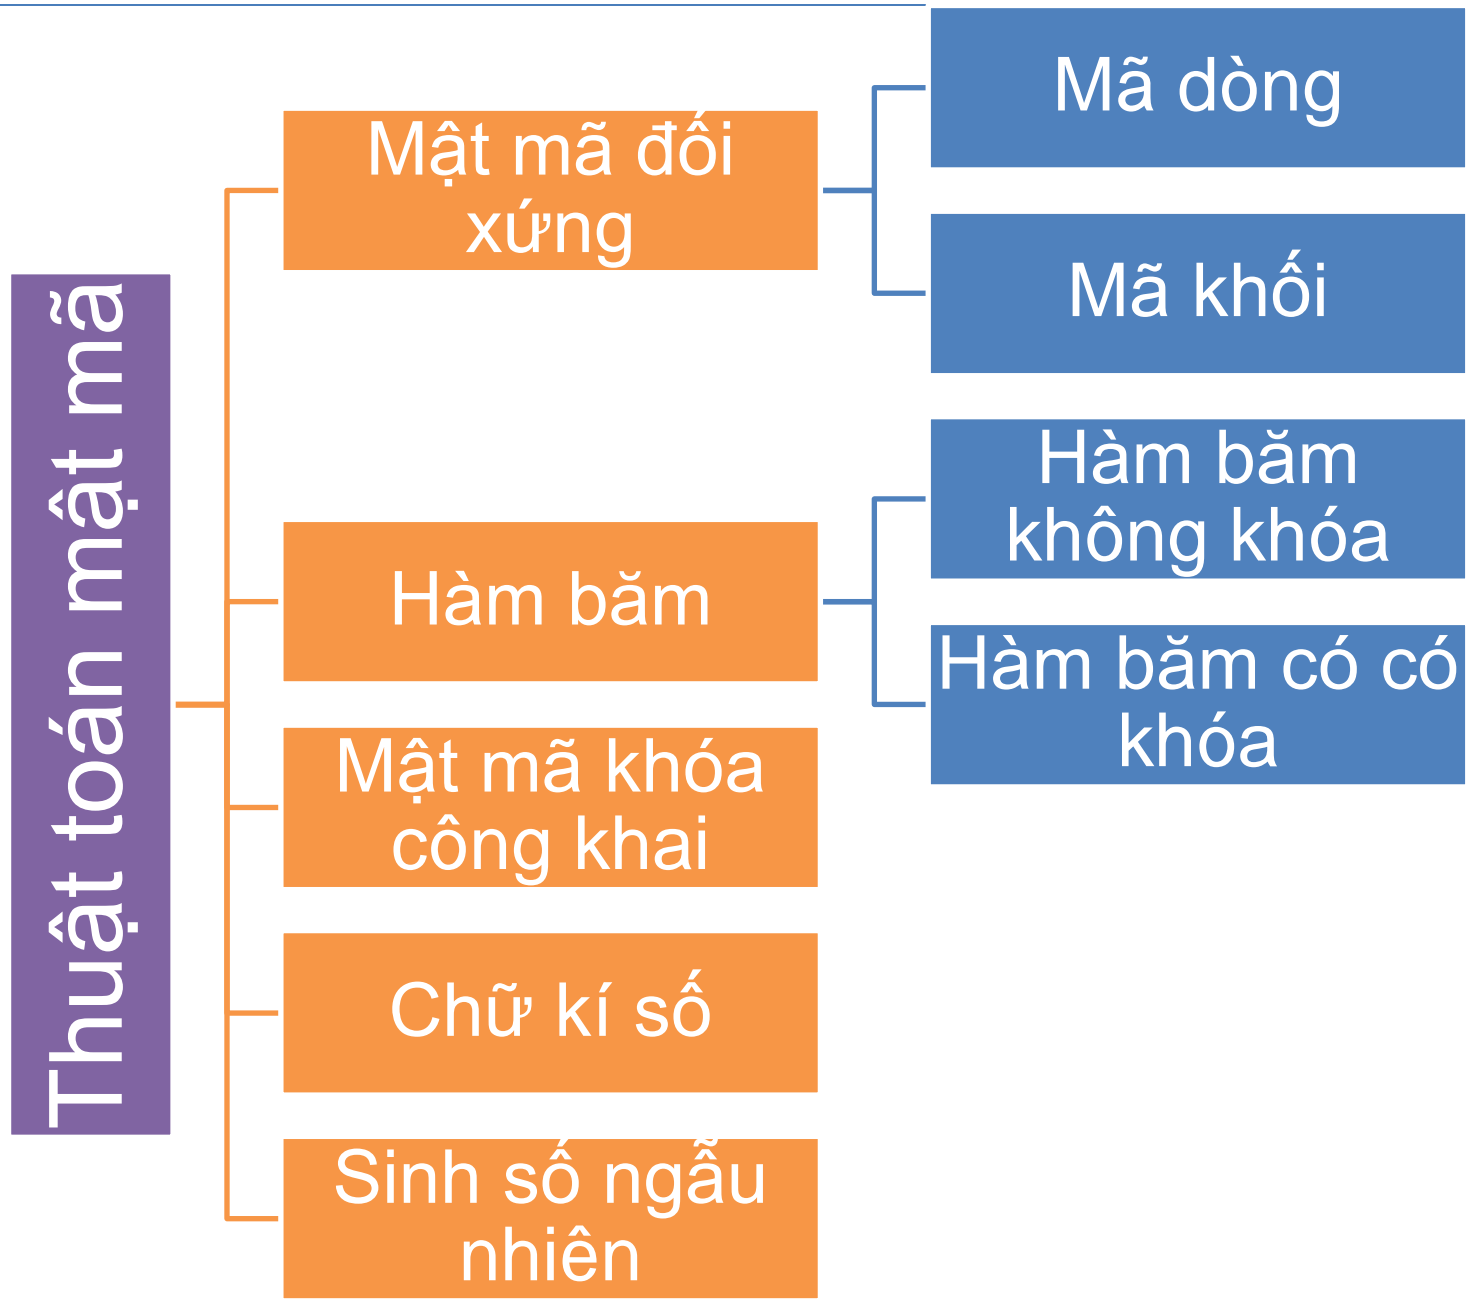 Thuật toán mật mã
Mật mã đối
xứng
Mã dòng
Mã khối
Hàm băm
Hàm băm
không khóa
Hàm băm có có
khóa
Mật mã khóa
công khai
Chữ kí số
Sinh số ngẫu
nhiên